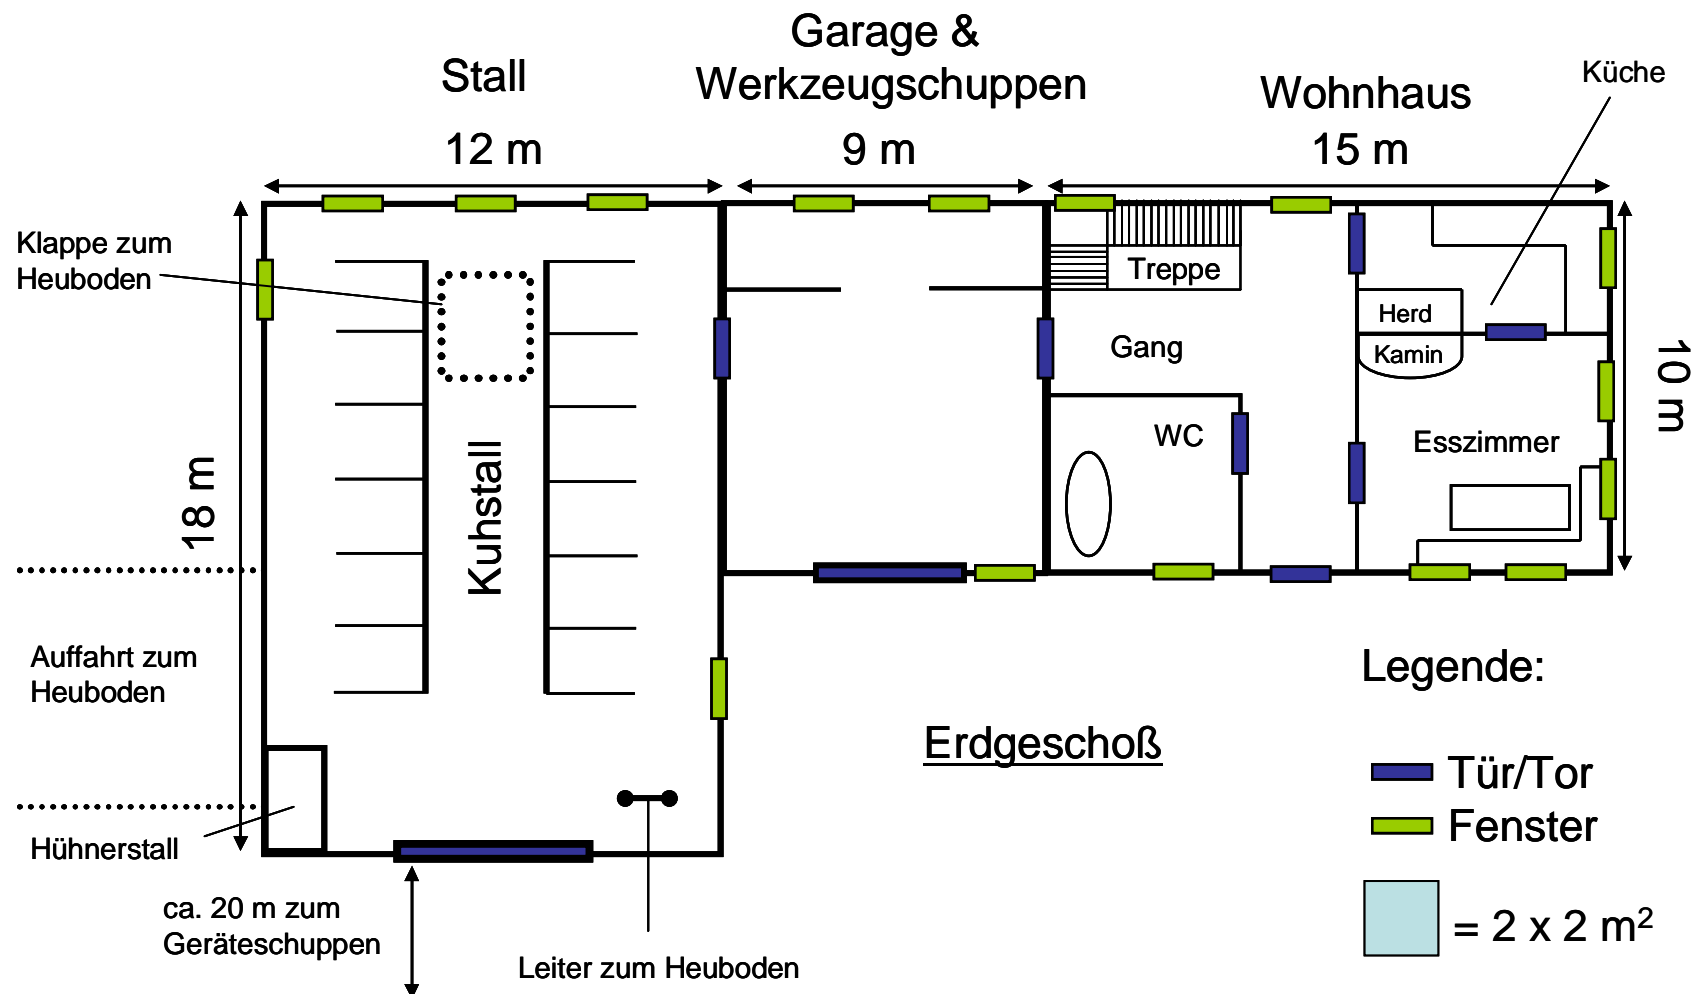 Garage &
Werkzeugschuppen
Stall
Wohnhaus
Küche
12 m
9 m
15 m
Klappe zum
Heuboden
Treppe
Herd
Kamin
Gang
10 m
WC
Esszimmer
18 m
Kuhstall
Auffahrt zum
Heuboden
Legende:
Erdgeschoß
Tür/Tor
Fenster
Hühnerstall
ca. 20 m zum
Geräteschuppen
Leiter zum Heuboden
= 2 x 2 m²